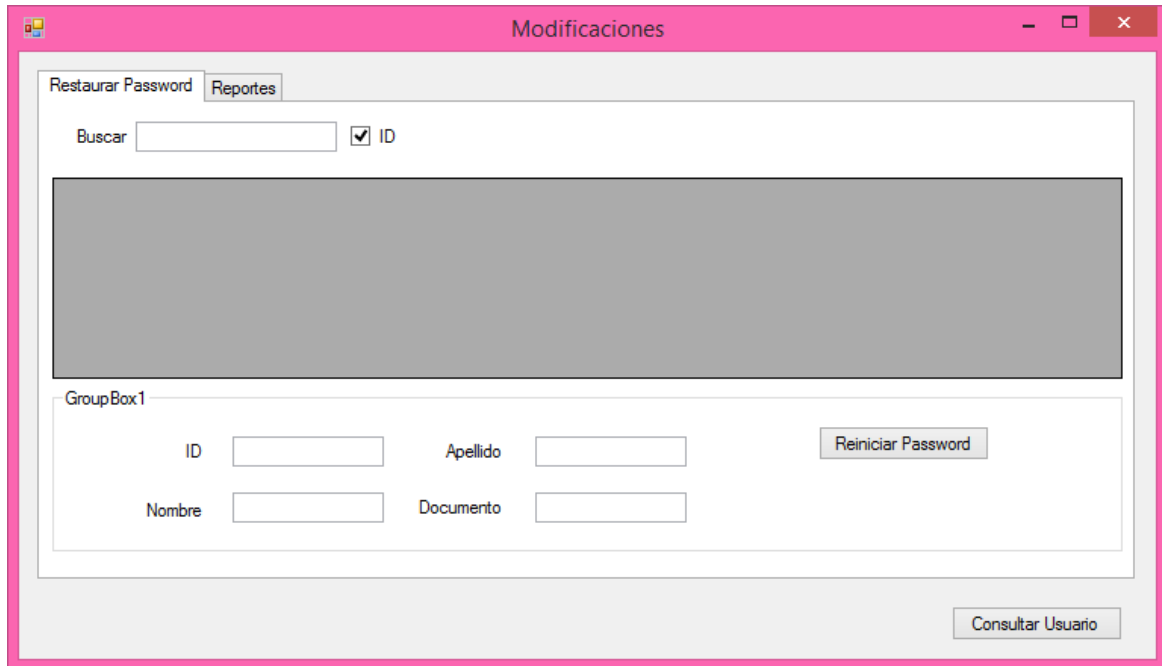 Modificaciones
Restaurar Password Reportes
Buscar ID
GroupBox1
ID Apellido Reiniciar Password
Nombre Documento
Consultar Usuario